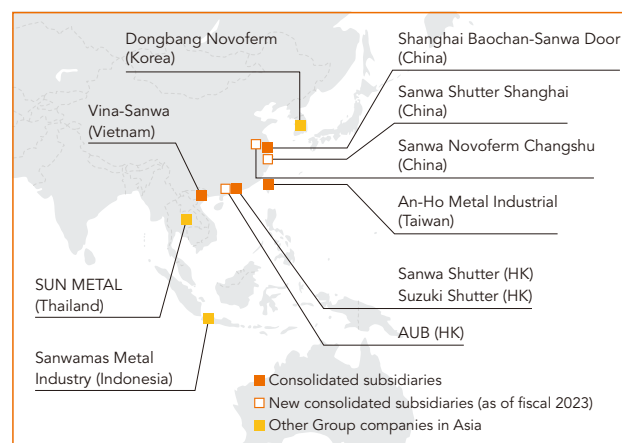 Dongbang Novoferm
(Korea)
Shanghai Baochan-Sanwa Door
(China)
Sanwa Shutter Shanghai
(China)
Vina-Sanwa
(Vietnam)
Sanwa Novoferm Changshu
(China)
An-Ho Metal Industrial
(Taiwan)
SUN METAL
(Thailand)
Sanwa Shutter (HK)
Suzuki Shutter (HK)
AUB (HK)
Sanwamas Metal
Industry (Indonesia)
Consolidated subsidiaries
New consolidated subsidiaries (as of fiscal 2023)
Other Group companies in Asia